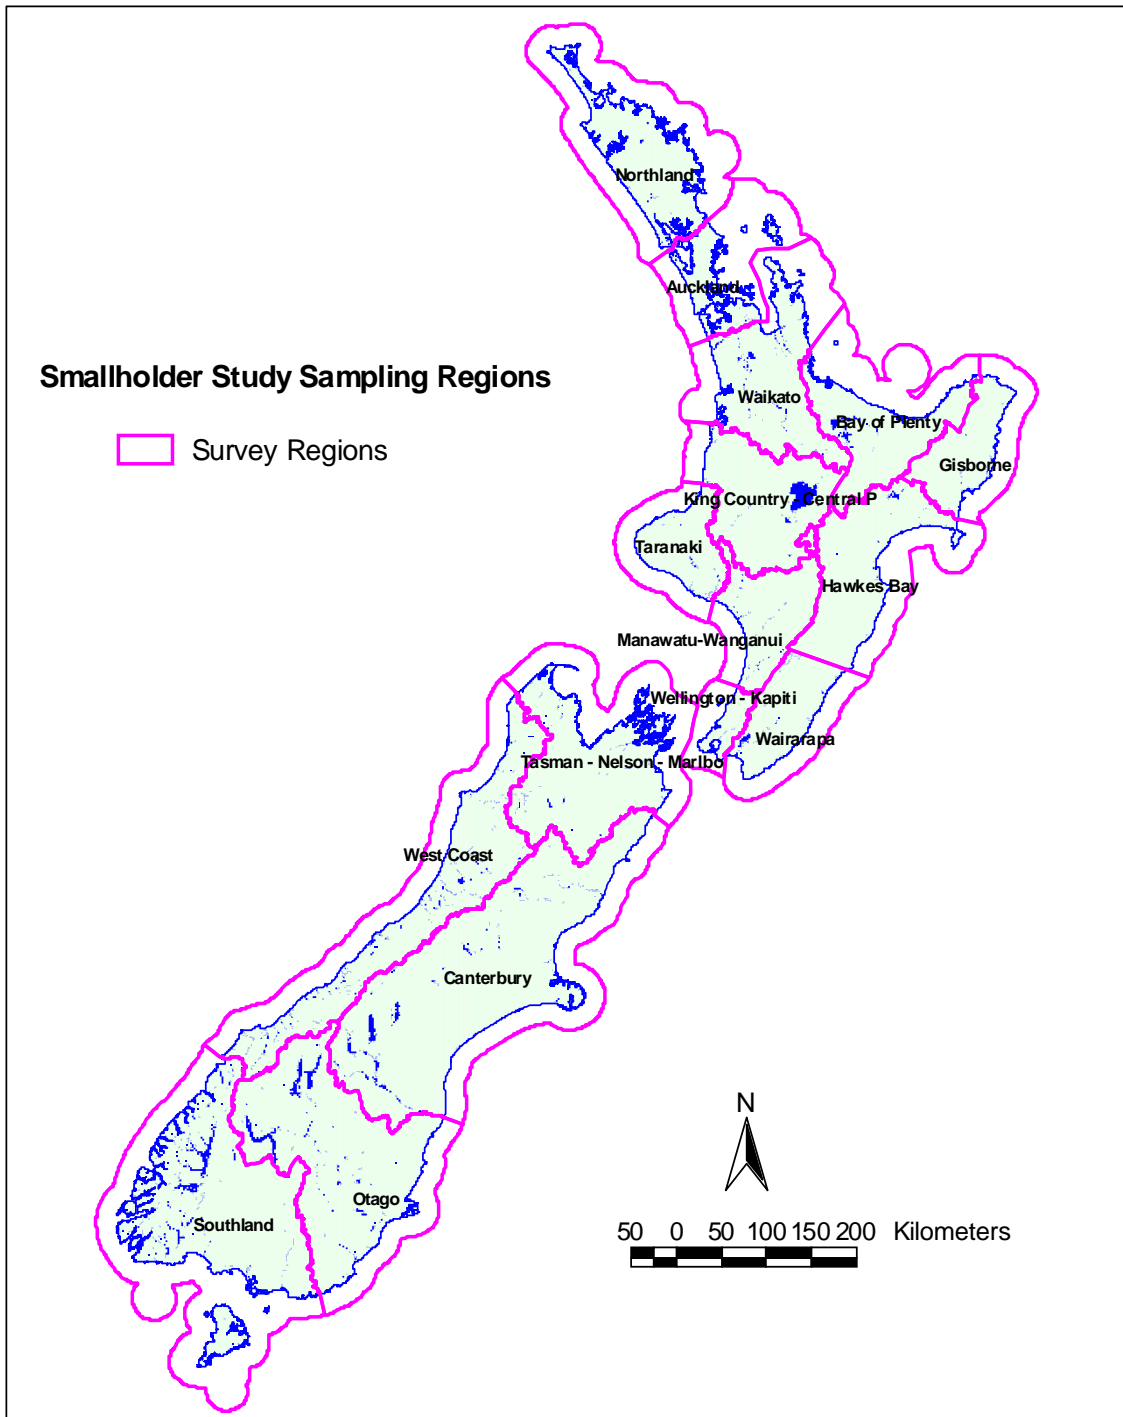 Northland
Auckland
Smallholder Study Sampling Regions
Waikato
Bay of Plenty
Survey Regions
Gisborne
King Country - Central P
Taranaki
Hawkes Bay
Manawatu-Wanganui
Wellington - Kapiti
Wairarapa
Tasman - Nelson - Marlbo
West Coast
Canterbury
N
Otago
Southland
50 0 50 100 150 200 Kilometers